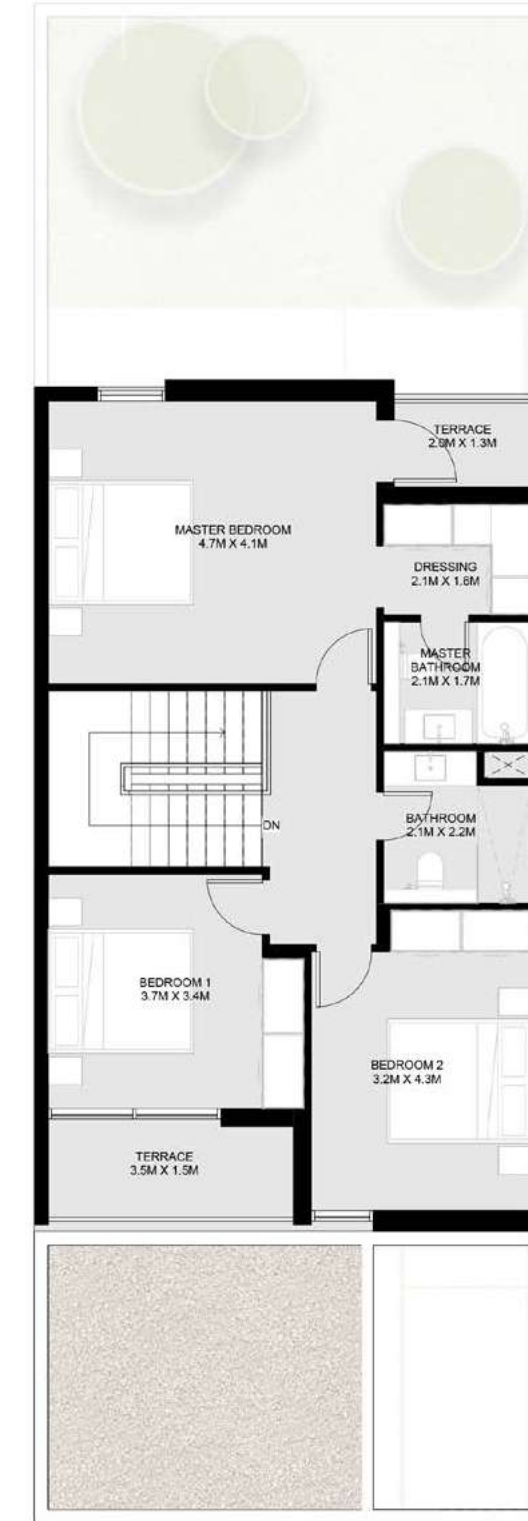 TERRACE
2.0M X 1.3M
MASTER BEDROOM
4.7M X 4.1M
DRESSING
2.1M X 1.6M
MASTER
BATHROOM
2.1M X 1.7M
DN
BATHROOM
2.1M X 2.2M
BEDROOM 1
3.7M X 3.4M
BEDROOM 2
3.2M X 4.3M
TERRACE
3.5M X 1.5M